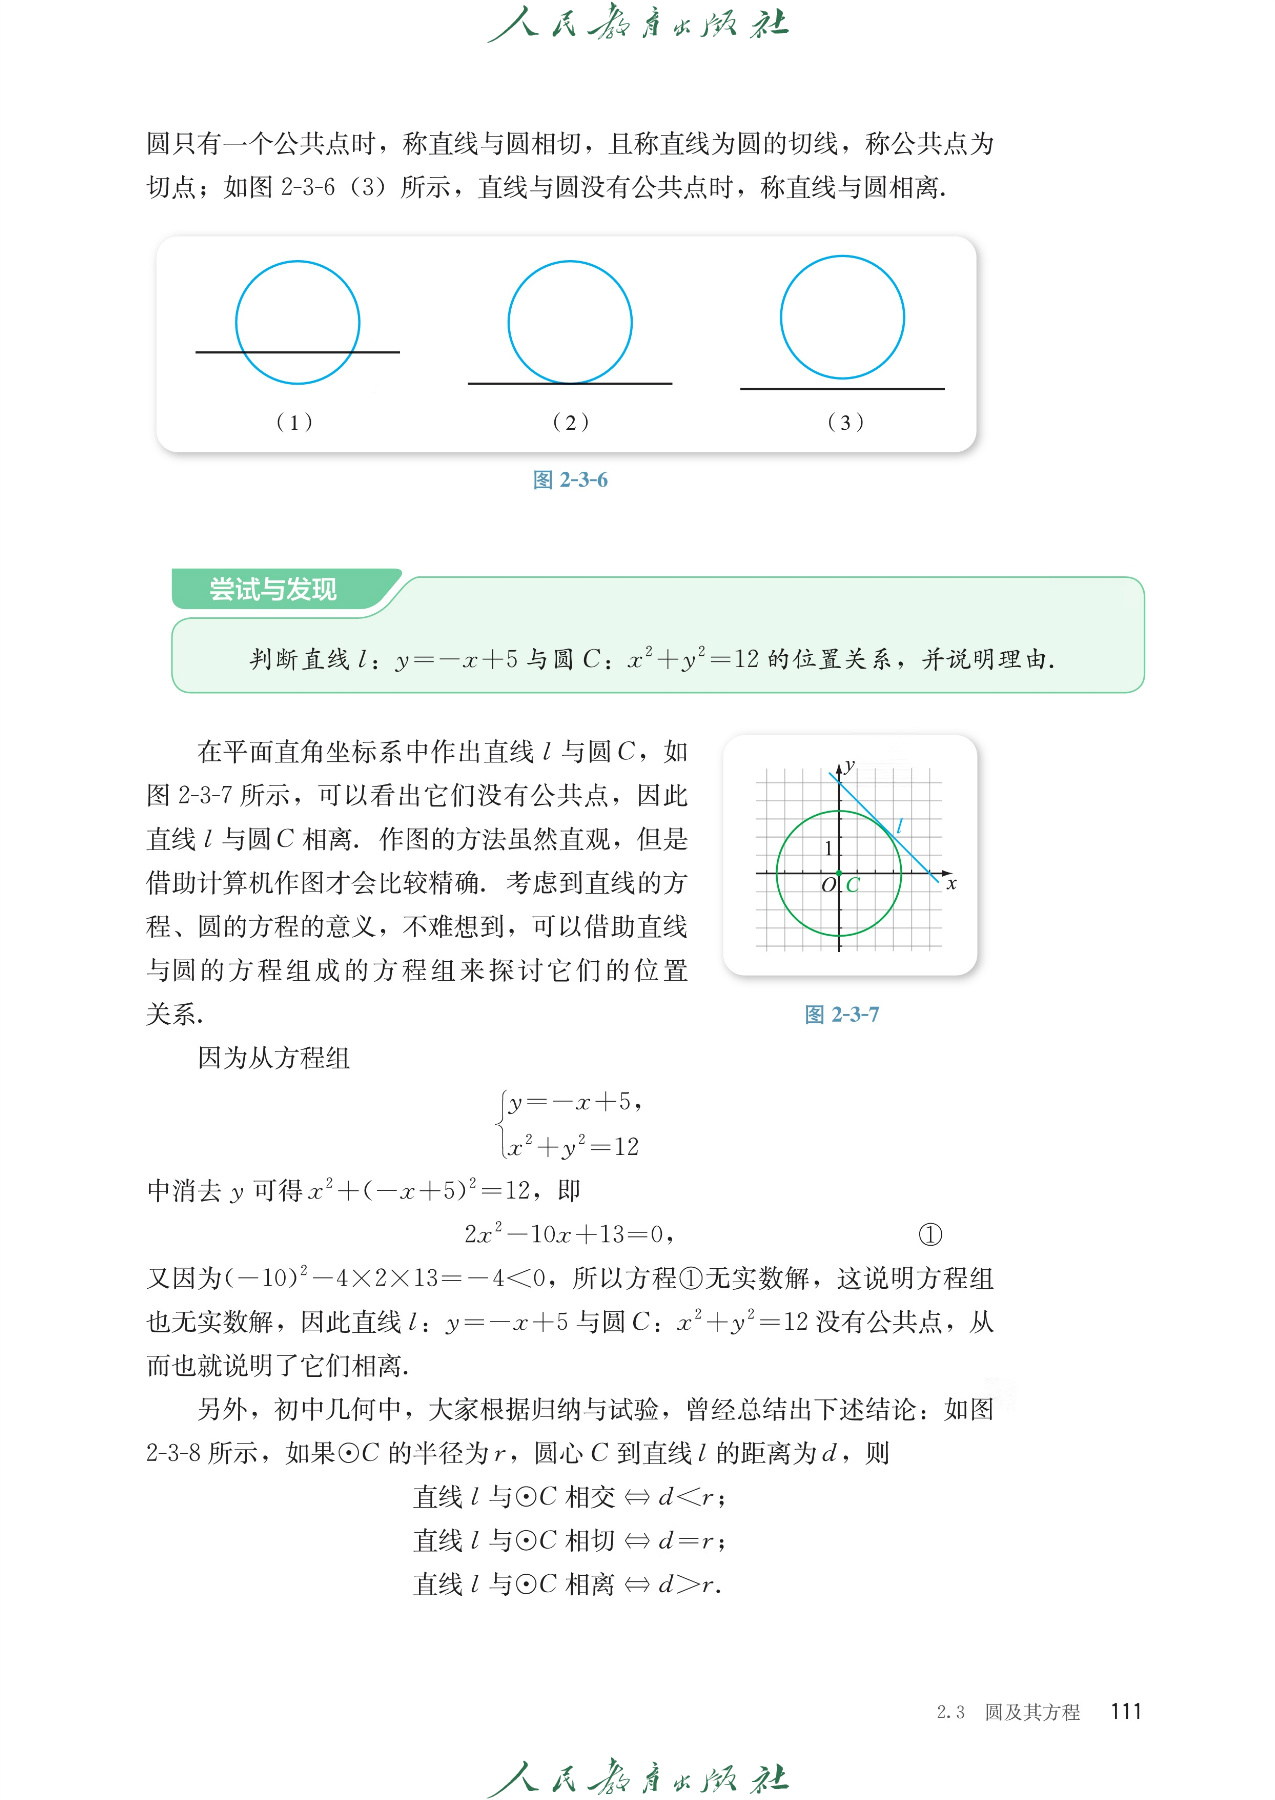 人民教育出版社
圆只有一个公共点时，称直线与圆相切，且称直线为圆的切线，称公共点为
切点；如图 2-3-6（3）所示，直线与圆没有公共点时，称直线与圆相离.
（1）
（2）
（3）
图 2-3-6
尝试与发现
判断直线 l：y=-x+5 与圆 C：x²+y²=12 的位置关系，并说明理由.
在平面直角坐标系中作出直线 l 与圆 C，如
图 2-3-7 所示，可以看出它们没有公共点，因此
直线 l 与圆 C 相离. 作图的方法虽然直观，但是
借助计算机作图才会比较精确. 考虑到直线的方
程、圆的方程的意义，不难想到，可以借助直线
与圆的方程组成的方程组来探讨它们的位置
关系.
y
l
1
O
C
x
图 2-3-7
因为从方程组
y=-x+5，
x²+y²=12
中消去 y 可得 x²+(-x+5)²=12，即
2x²-10x+13=0， ①
又因为(-10)²-4×2×13=-4<0，所以方程①无实数解，这说明方程组
也无实数解，因此直线 l：y=-x+5 与圆 C：x²+y²=12 没有公共点，从
而也就说明了它们相离.
另外，初中几何中，大家根据归纳与试验，曾经总结出下述结论：如图
2-3-8 所示，如果⊙C 的半径为 r，圆心 C 到直线 l 的距离为 d，则
直线 l 与⊙C 相交 ⇔ d<r；
直线 l 与⊙C 相切 ⇔ d=r；
直线 l 与⊙C 相离 ⇔ d>r.
2.3 圆及其方程 111
人民教育出版社